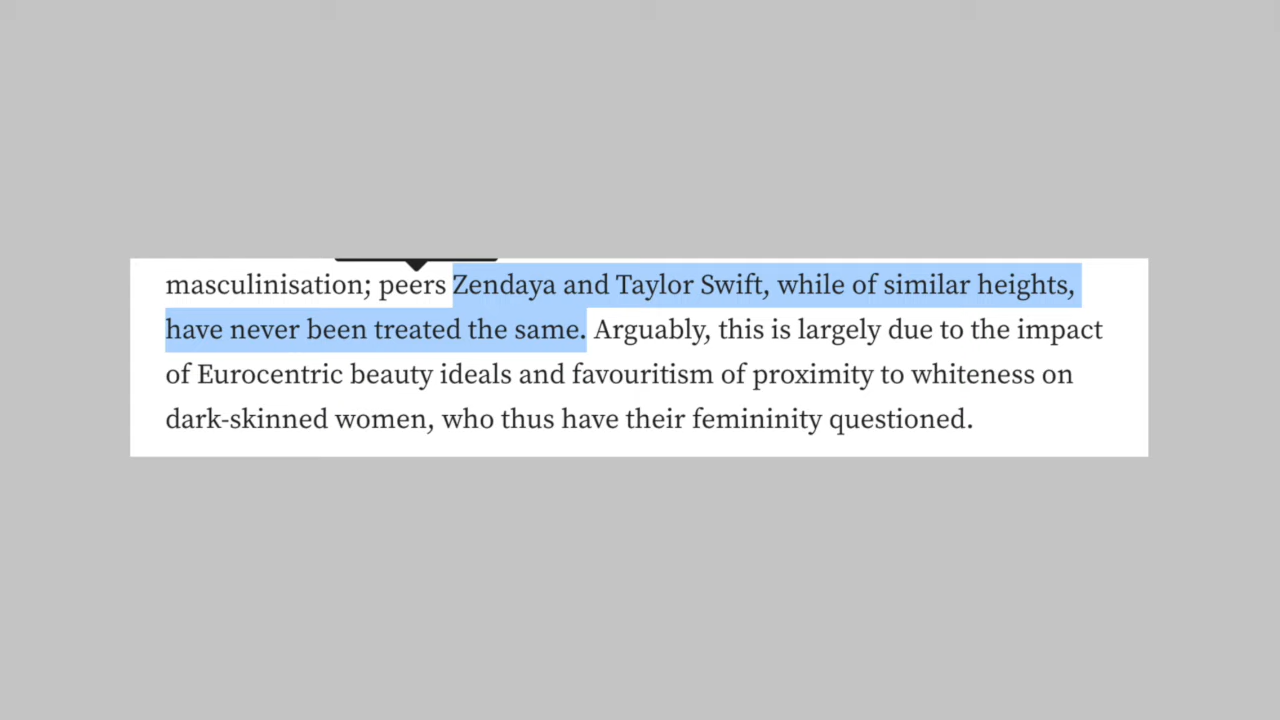 masculinisation; peers Zendaya and Taylor Swift, while of similar heights,
have never been treated the same. Arguably, this is largely due to the impact
of Eurocentric beauty ideals and favouritism of proximity to whiteness on
dark-skinned women, who thus have their femininity questioned.